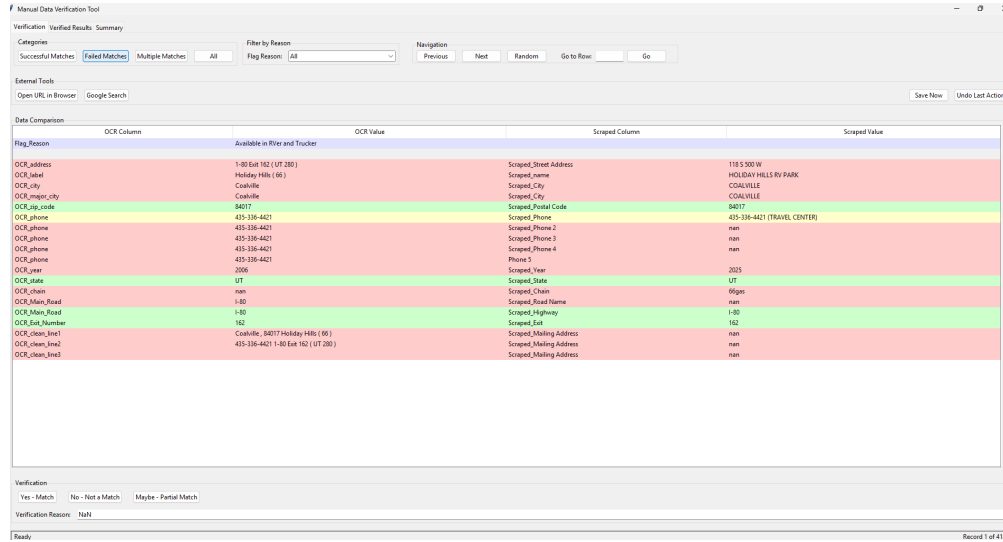 Manual Data Verification Tool
Verification Verified Results Summary
Categories
Successful Matches Failed Matches Multiple Matches All
Filter by Reason
Flag Reason: All
Navigation
Previous Next Random Go to Row: Go
External Tools
Open URL in Browser Google Search Save Now Undo Last Action
Data Comparison
OCR Column OCR Value Scraped Column Scraped Value
Flag_Reason Available in RVer and Trucker
OCR_address 1-80 Exit 162 ( UT 280 ) Scraped_Street Address 118 S 500 W
OCR_label Holiday Hills ( 66 ) Scraped_name HOLIDAY HILLS RV PARK
OCR_city Coalville Scraped_City COALVILLE
OCR_major_city Coalville Scraped_City COALVILLE
OCR_zip_code 84017 Scraped_Postal Code 84017
OCR_phone 435-336-4421 Scraped_Phone 435-336-4421 (TRAVEL CENTER)
OCR_phone 435-336-4421 Scraped_Phone 2 nan
OCR_phone 435-336-4421 Scraped_Phone 3 nan
OCR_phone 435-336-4421 Scraped_Phone 4 nan
OCR_phone 435-336-4421 Phone 5
OCR_year 2006 Scraped_Year 2025
OCR_state UT Scraped_State UT
OCR_chain nan Scraped_Chain 66gas
OCR_Main_Road I-80 Scraped_Road Name nan
OCR_Main_Road I-80 Scraped_Highway I-80
OCR_Exit_Number 162 Scraped_Exit 162
OCR_clean_line1 Coalville , 84017 Holiday Hills ( 66 ) Scraped_Mailing Address nan
OCR_clean_line2 435-336-4421 1-80 Exit 162 ( UT 280 ) Scraped_Mailing Address nan
OCR_clean_line3 Scraped_Mailing Address nan
Verification
Yes - Match No - Not a Match Maybe - Partial Match
Verification Reason: NaN
Ready Record 1 of 41